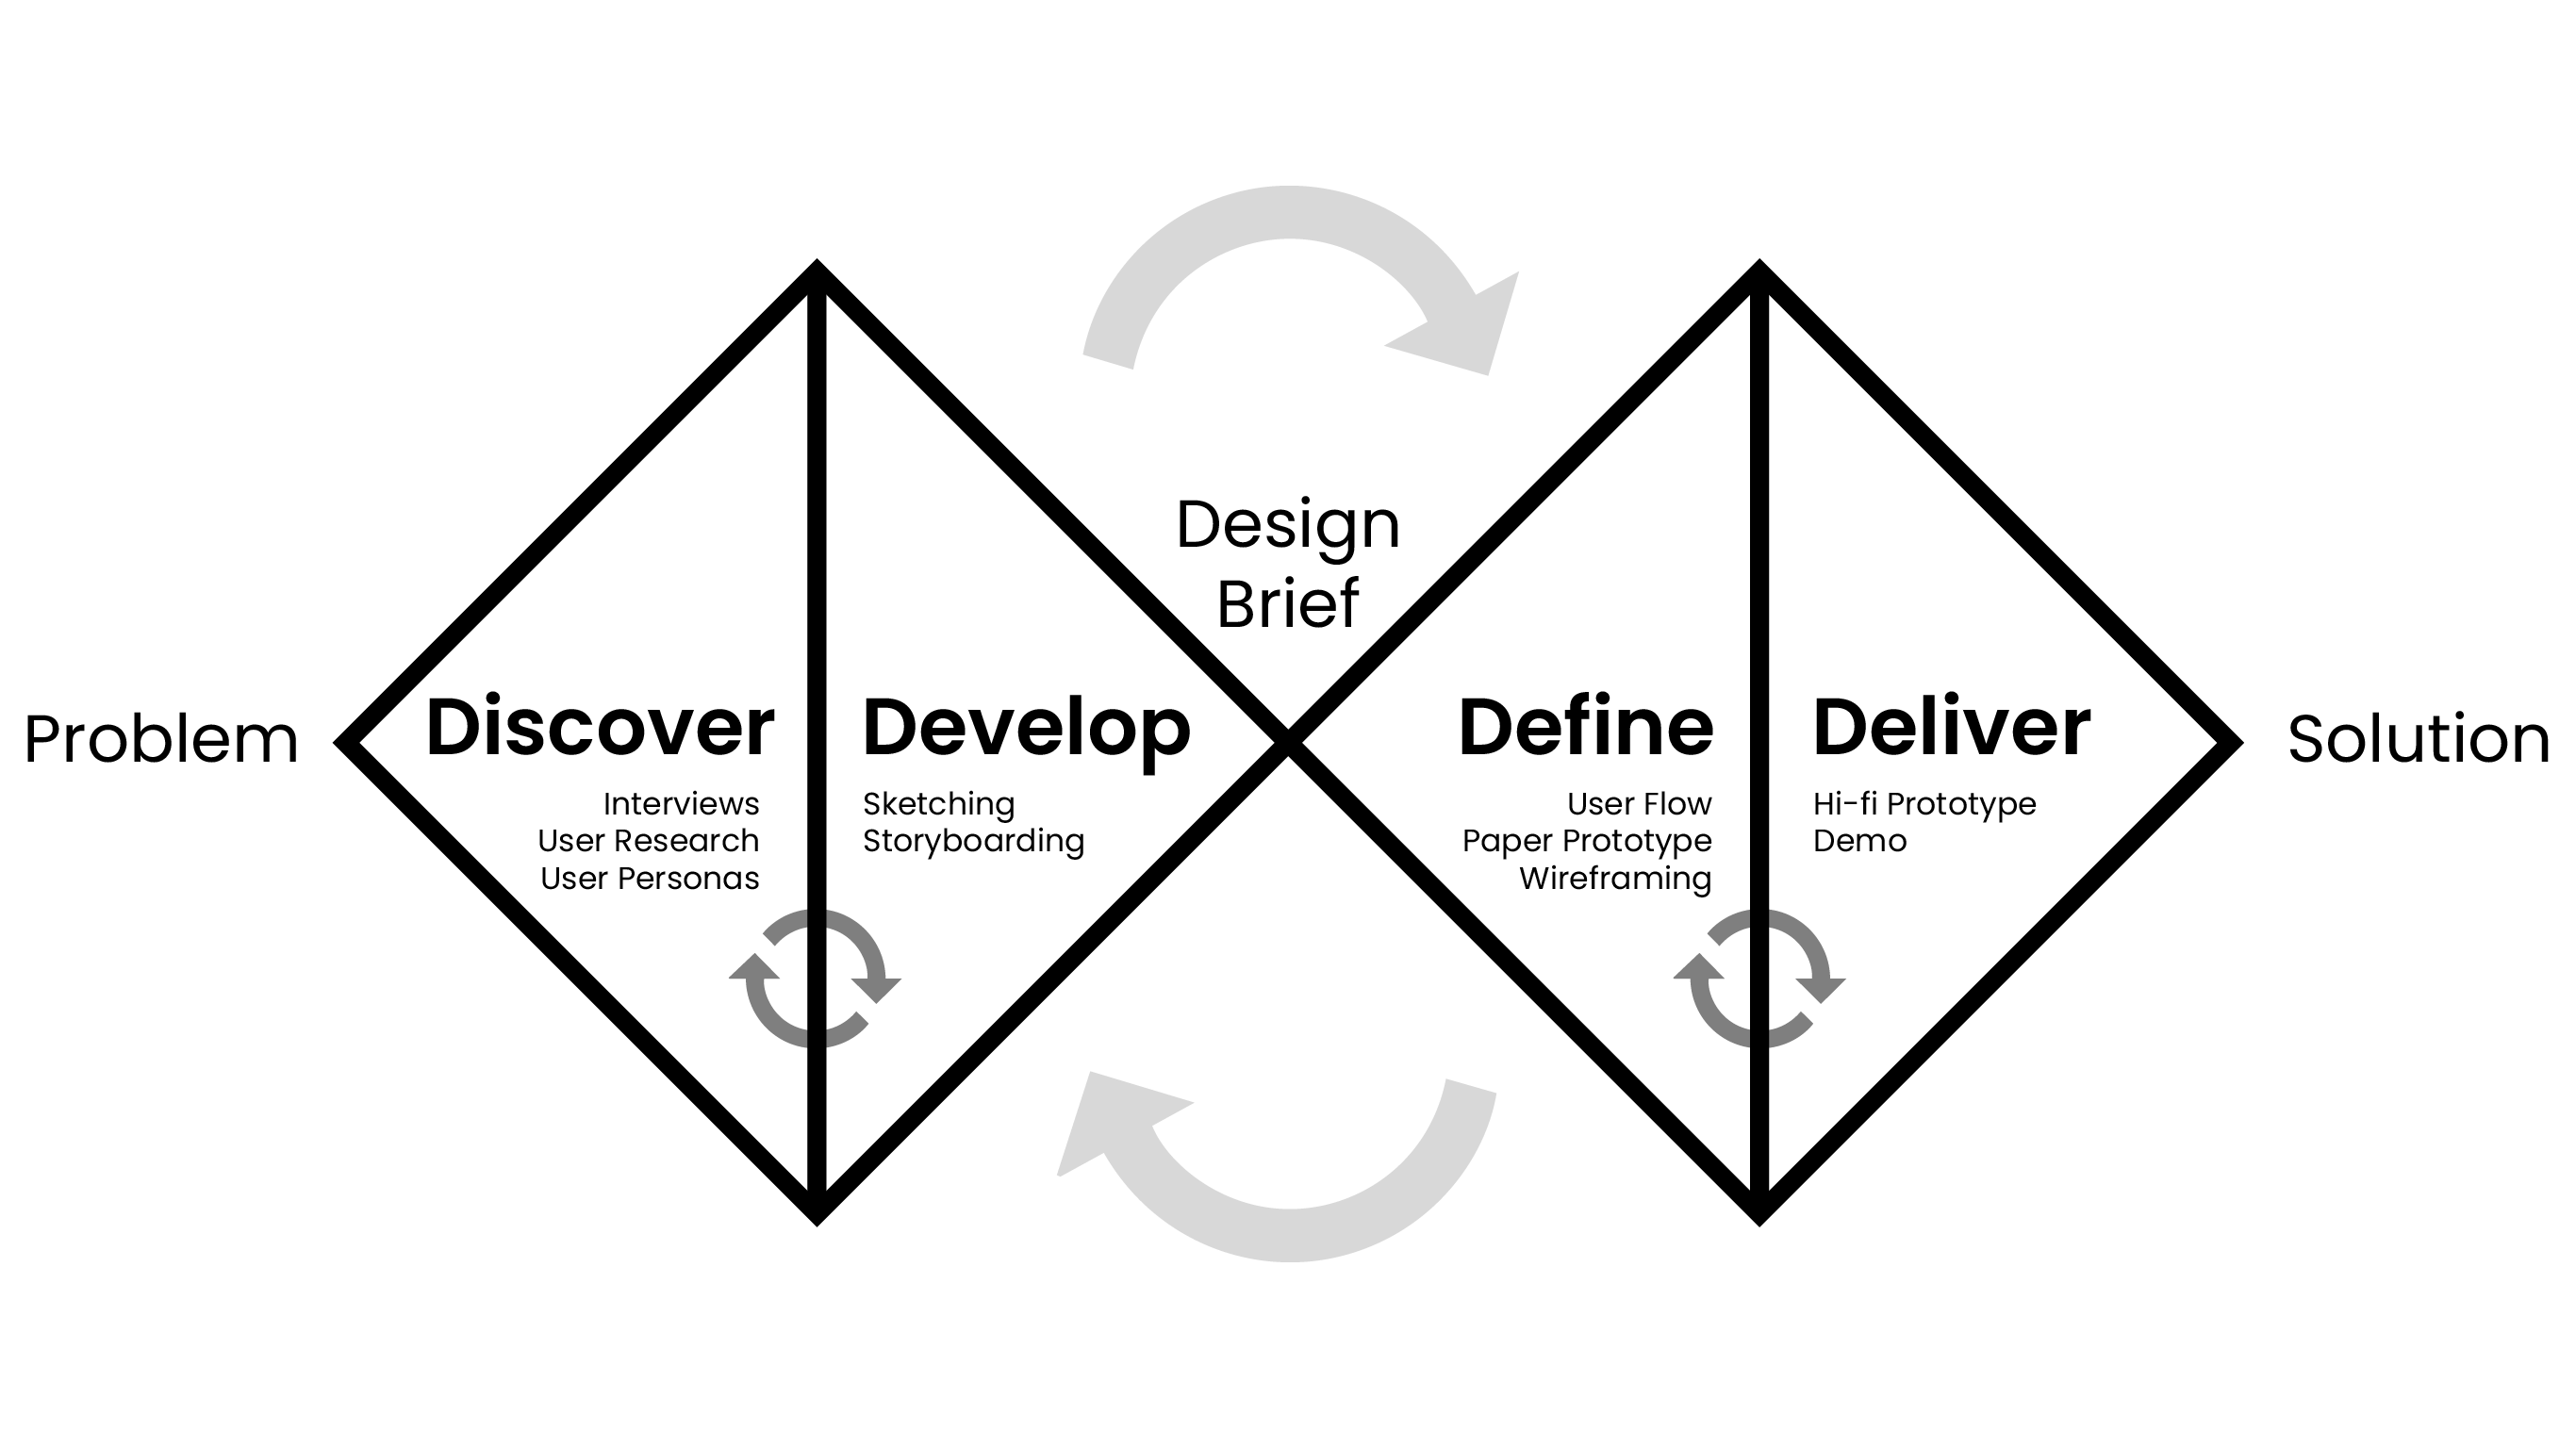 Problem
Discover
Interviews
User Research
User Personas
Develop
Sketching
Storyboarding
Design
Brief
Define
User Flow
Paper Prototype
Wireframing
Deliver
Hi-fi Prototype
Demo
Solution